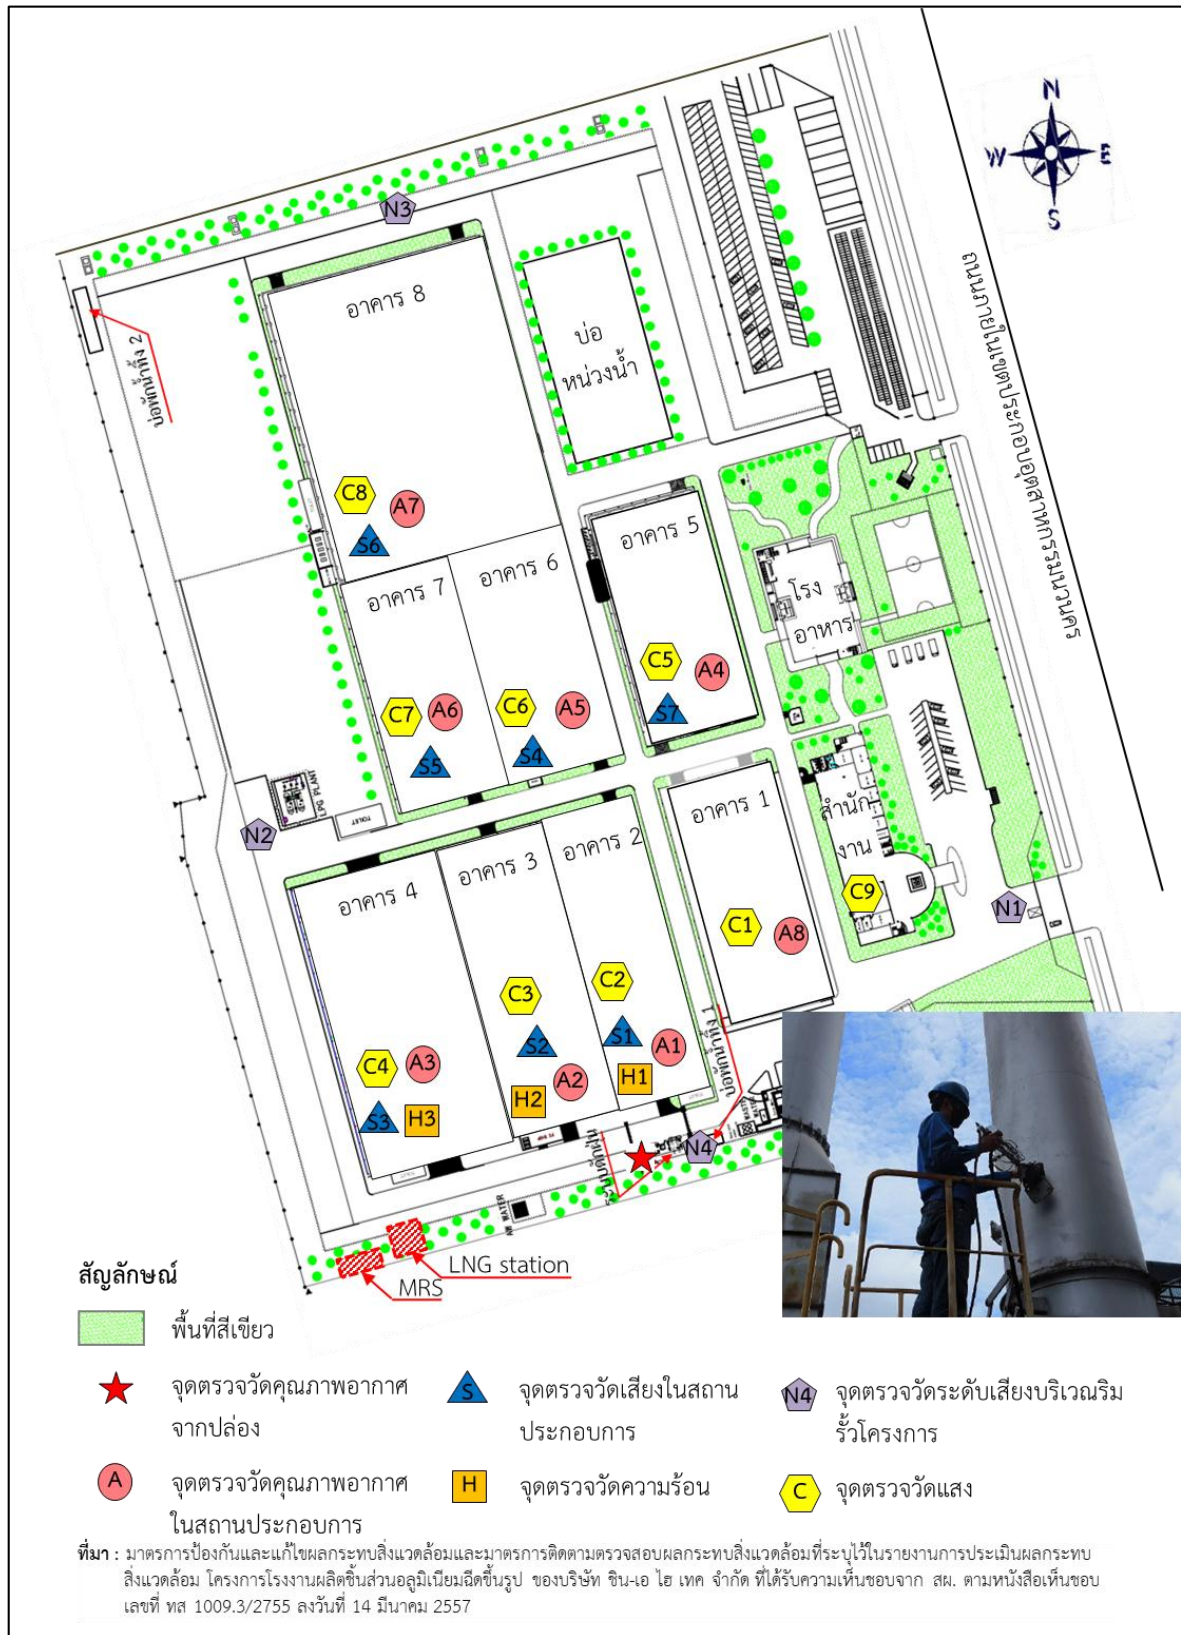 N
W E
S
ถนนภายในเขตประกอบอุตสาหกรรมนวนคร
N3
อาคาร 8
บ่อ
หน่วงน้ำ
บ่อพักน้ำทิ้ง 2
C8
A7
S6
อาคาร 5
อาคาร 6
อาคาร 7
โรง
อาหาร
C5
A4
S7
C7
A6
C6
A5
S5
S4
LPG PLANT
TOILET
N2
อาคาร 1
อาคาร 2
อาคาร 3
อาคาร 4
สำนัก
งาน
C9
N1
C1
A8
C2
C3
S1
S2
A1
A2
H1
H2
C4
A3
S3
H3
บ่อพักน้ำทิ้ง 1
N4
LNG station
MRS
สัญลักษณ์
พื้นที่สีเขียว
จุดตรวจวัดคุณภาพอากาศ
จากปล่อง
S
จุดตรวจวัดเสียงในสถาน
ประกอบการ
N4
จุดตรวจวัดระดับเสียงบริเวณริม
รั้วโครงการ
A
จุดตรวจวัดคุณภาพอากาศ
ในสถานประกอบการ
H
จุดตรวจวัดความร้อน
C
จุดตรวจวัดแสง
ที่มา : มาตรการป้องกันและแก้ไขผลกระทบสิ่งแวดล้อมและมาตรการติดตามตรวจสอบผลกระทบสิ่งแวดล้อมที่ระบุไว้ในรายงานการประเมินผลกระทบ
สิ่งแวดล้อม โครงการโรงงานผลิตชิ้นส่วนอลูมิเนียมฉีดขึ้นรูป ของบริษัท ชิน-เอ ไฮ เทค จำกัด ที่ได้รับความเห็นชอบจาก สผ. ตามหนังสือเห็นชอบ
เลขที่ ทส 1009.3/2755 ลงวันที่ 14 มีนาคม 2557